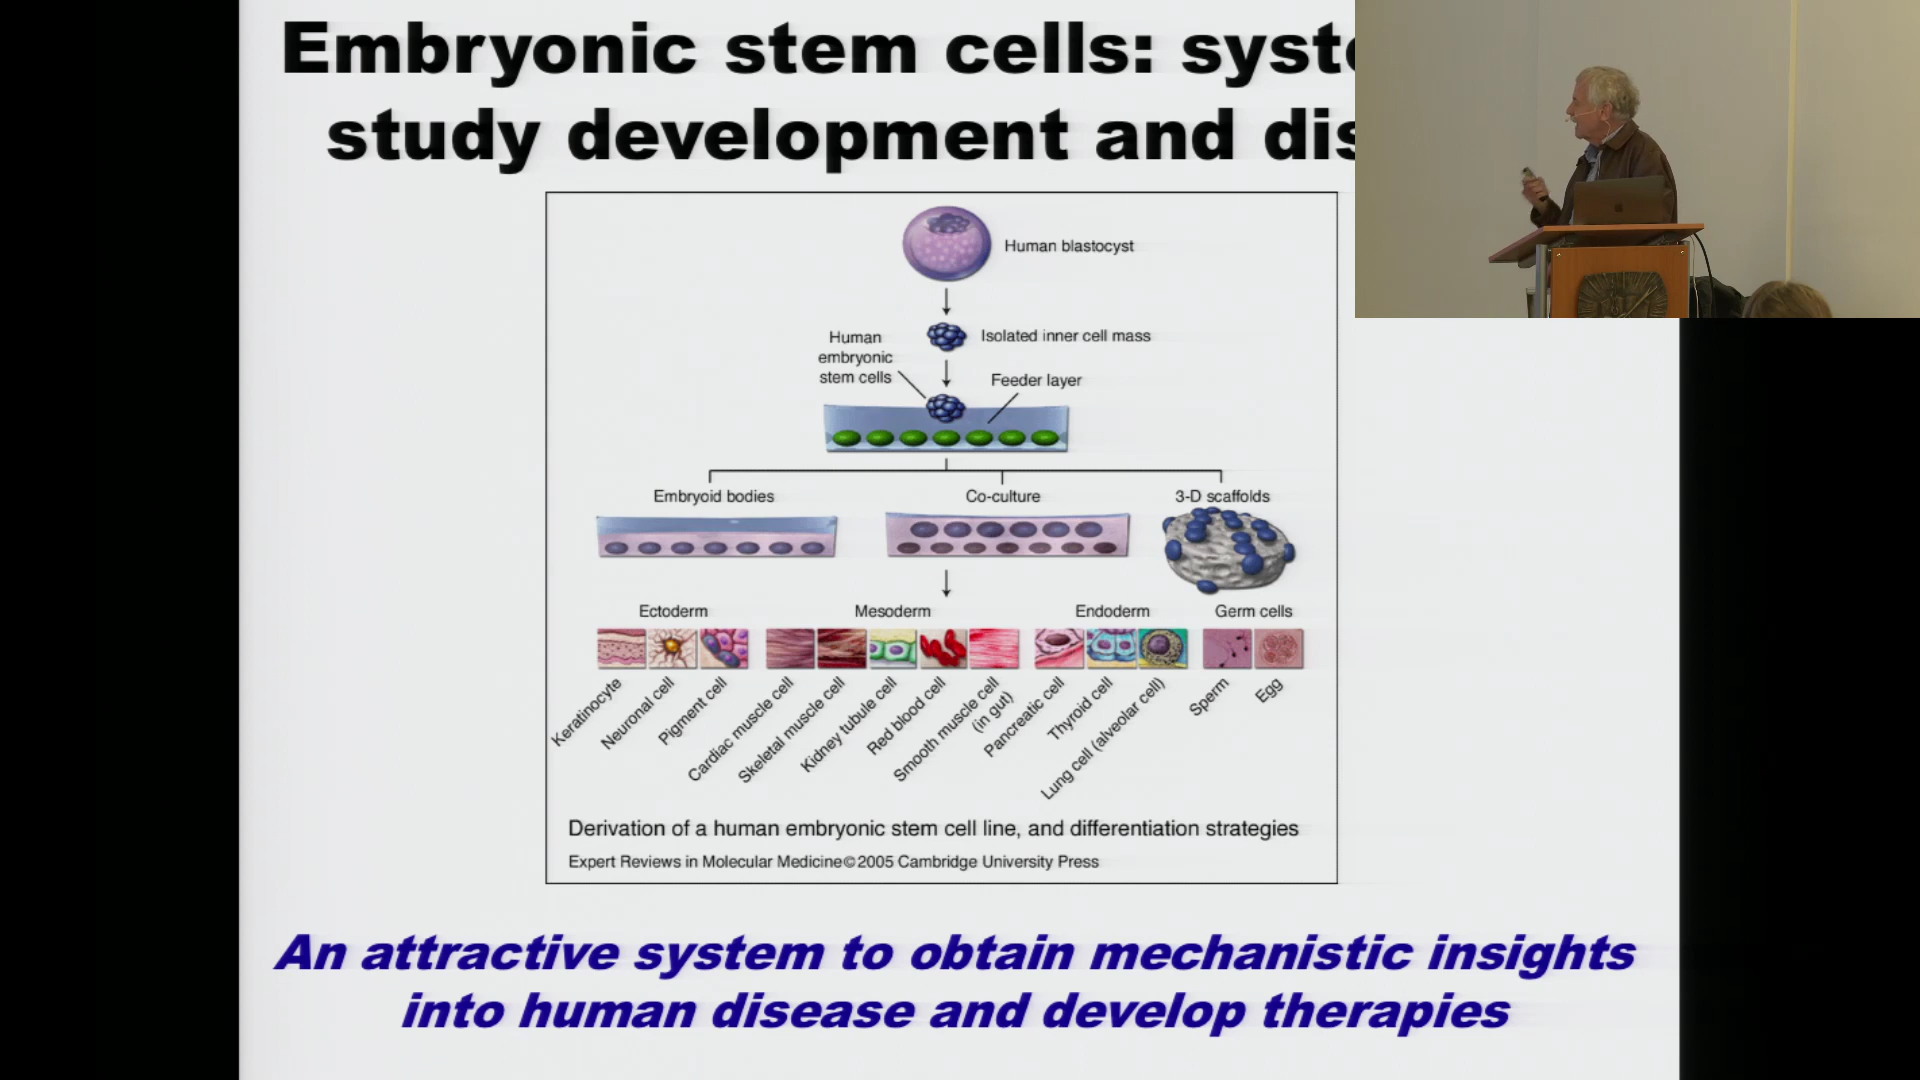 Embryonic stem cells:
study development and
Human blastocyst
Isolated inner cell mass
Human
embryonic
stem cells
Feeder layer
Embryoid bodies
Co-culture
3-D scaffolds
Ectoderm
Mesoderm
Endoderm
Germ cells
Keratinocyte
Neuronal cell
Pigment cell
Cardiac muscle cell
Skeletal muscle cell
Kidney tubule cell
Red blood cell
Smooth muscle cell
(in gut)
Pancreatic cell
Thyroid cell
Lung cell (alveolar cell)
Sperm
Egg
Derivation of a human embryonic stem cell line, and differentiation strategies
Expert Reviews in Molecular Medicine©2005 Cambridge University Press
An attractive system to obtain mechanistic insights
into human disease and develop therapies